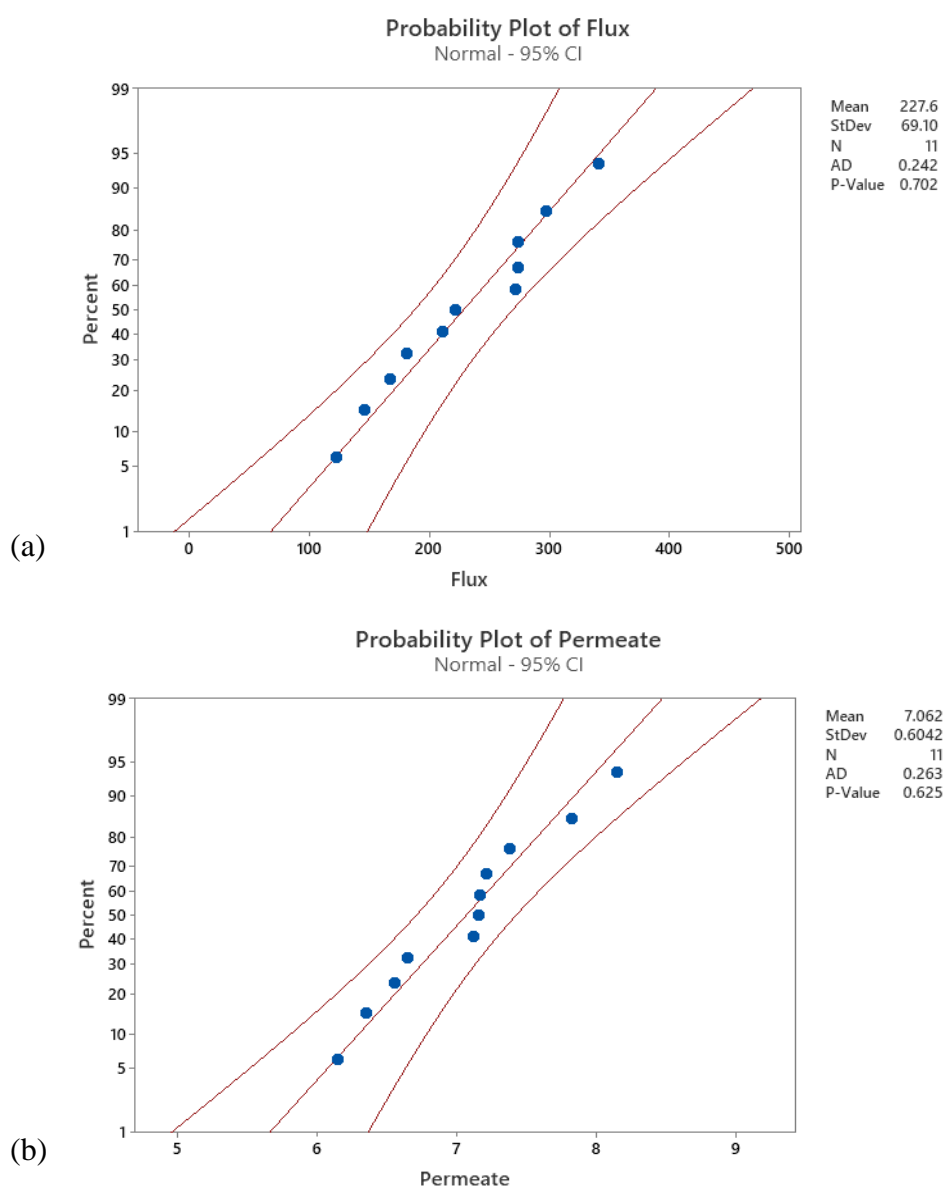 Probability Plot of Flux
Normal - 95% CI
Mean 227.6
StDev 69.10
N 11
AD 0.242
P-Value 0.702
99
95
90
80
70
60
50
40
30
20
10
5
1
Percent
0 100 200 300 400 500
Flux
(a)
Probability Plot of Permeate
Normal - 95% CI
Mean 7.062
StDev 0.6042
N 11
AD 0.263
P-Value 0.625
99
95
90
80
70
60
50
40
30
20
10
5
1
Percent
5 6 7 8 9
Permeate
(b)